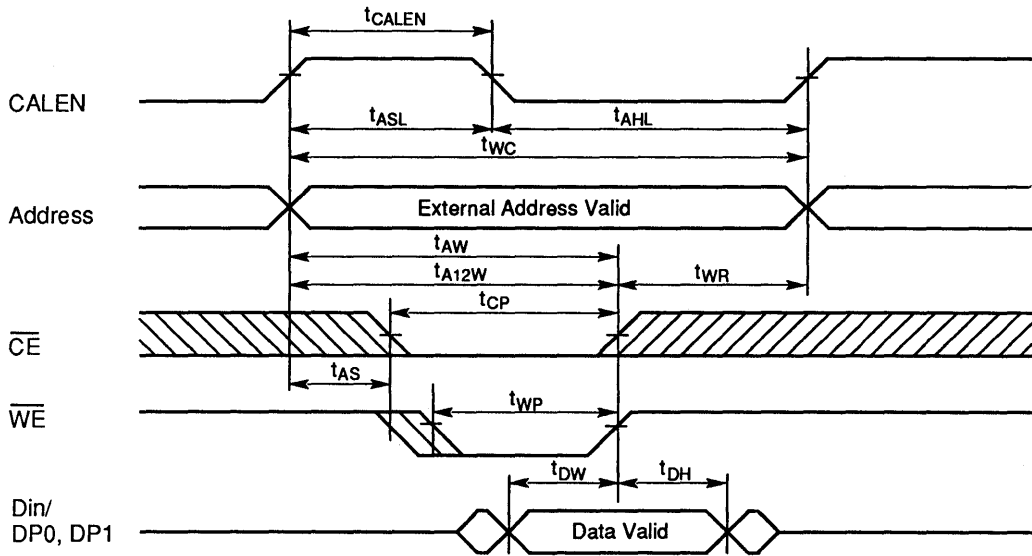 tCALEN
CALEN
tASL
tAHL
tWC
Address
External Address Valid
tAW
tA12W
tWR
tCP
CE
tAS
WE
tWP
tDW
tDH
Din/
DP0, DP1
Data Valid